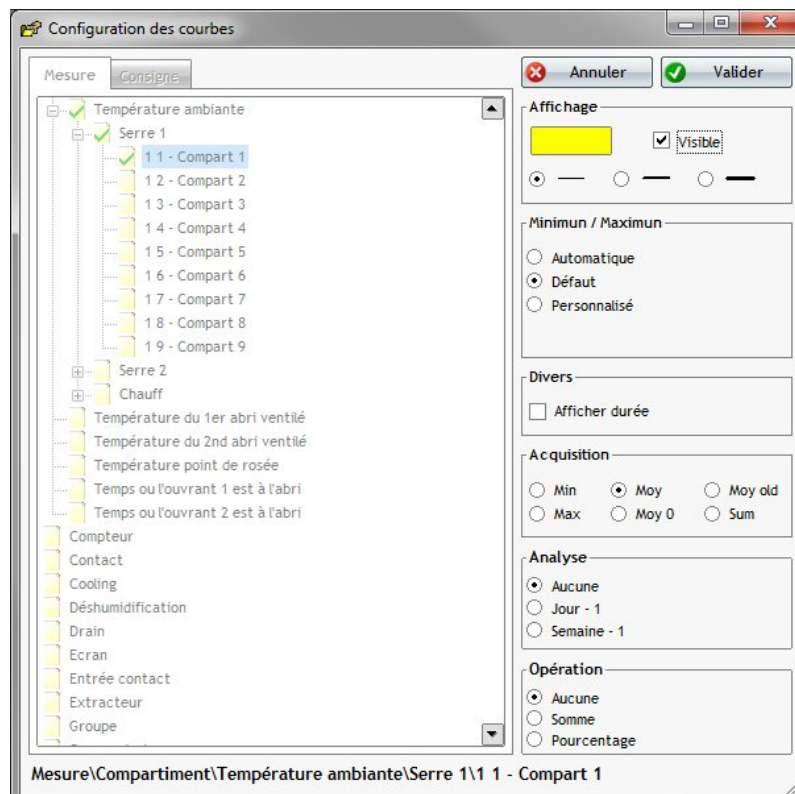 Configuration des courbes
Mesure
Consigne
Température ambiante
Serre 1
1 1 - Compart 1
1 2 - Compart 2
1 3 - Compart 3
1 4 - Compart 4
1 5 - Compart 5
1 6 - Compart 6
1 7 - Compart 7
1 8 - Compart 8
1 9 - Compart 9
Serre 2
Chauff
Température du 1er abri ventilé
Température du 2nd abri ventilé
Température point de rosée
Temps ou l'ouvrant 1 est à l'abri
Temps ou l'ouvrant 2 est à l'abri
Compteur
Contact
Cooling
Déshumidification
Drain
Ecran
Entrée contact
Extracteur
Groupe
Annuler
Valider
Affichage
Visible
Minimun / Maximun
Automatique
Défaut
Personnalisé
Divers
Afficher durée
Acquisition
Min Moy Moy old
Max Moy 0 Sum
Analyse
Aucune
Jour - 1
Semaine - 1
Opération
Aucune
Somme
Pourcentage
Mesure\Compartiment\Température ambiante\Serre 1\1 1 - Compart 1